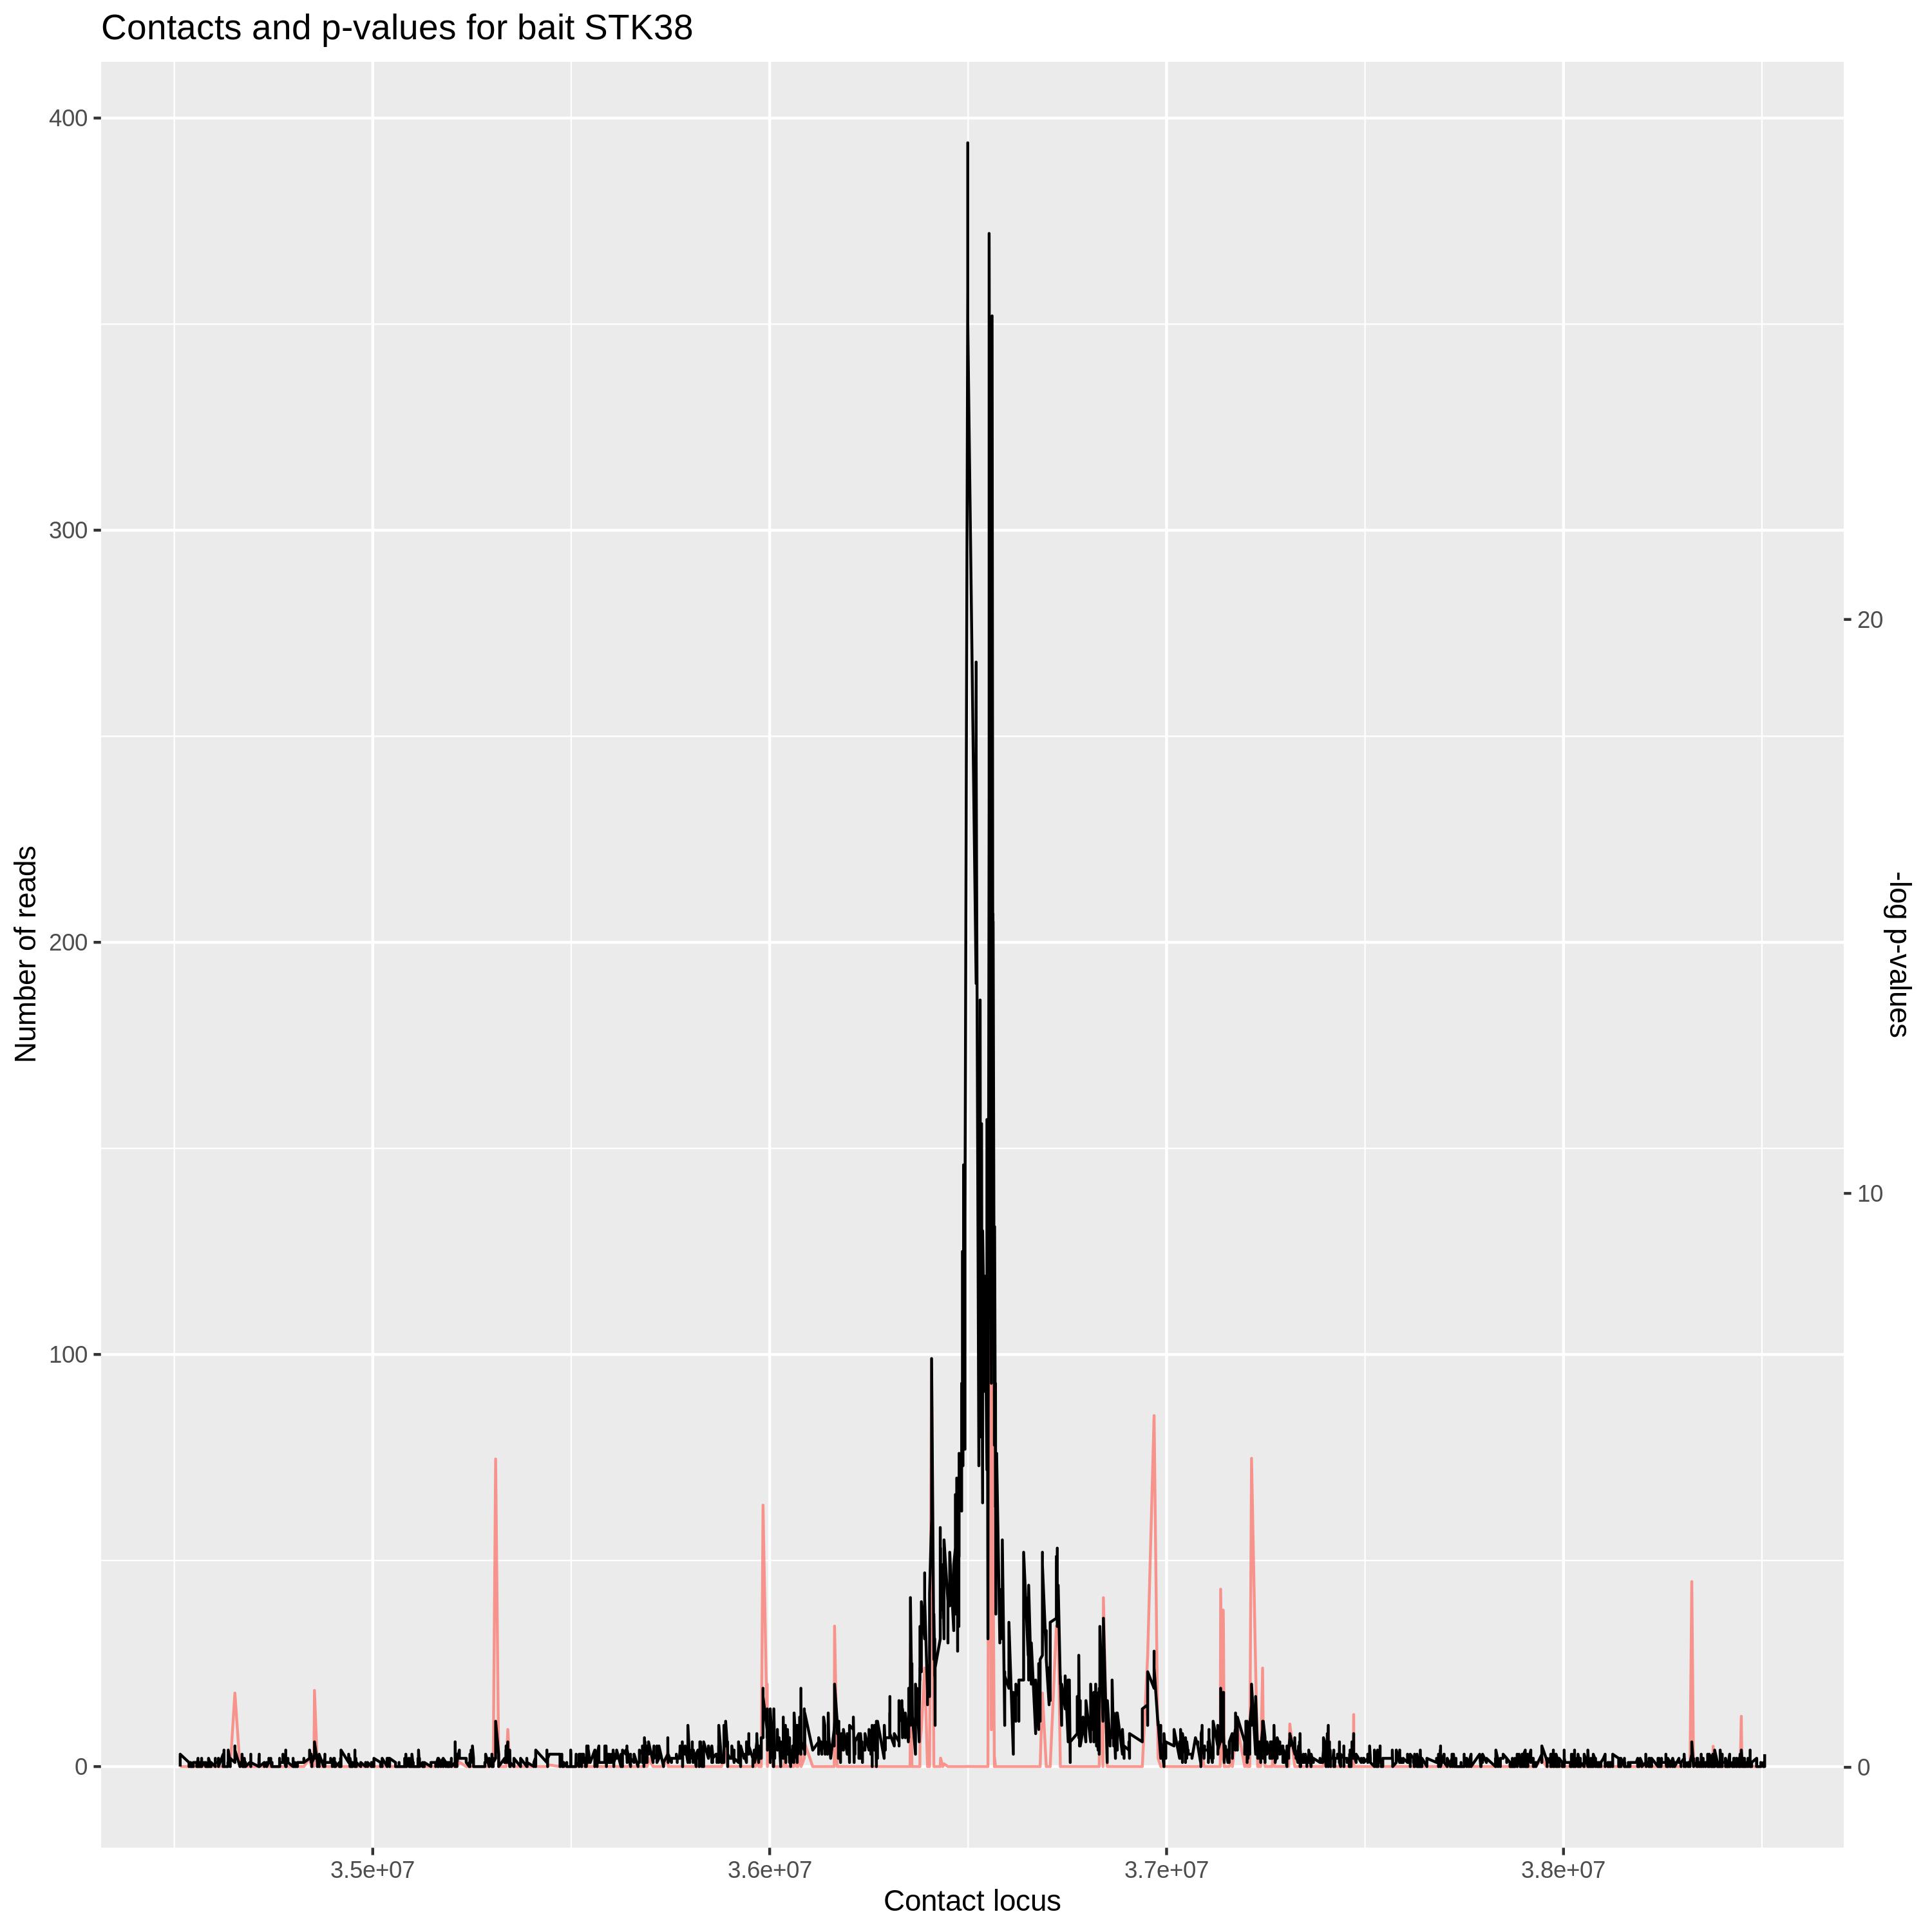 Contacts and p-values for bait STK38
400
300
200
100
0
Number of reads
20
10
0
-log p-values
3.5e+07
3.6e+07
3.7e+07
3.8e+07
Contact locus